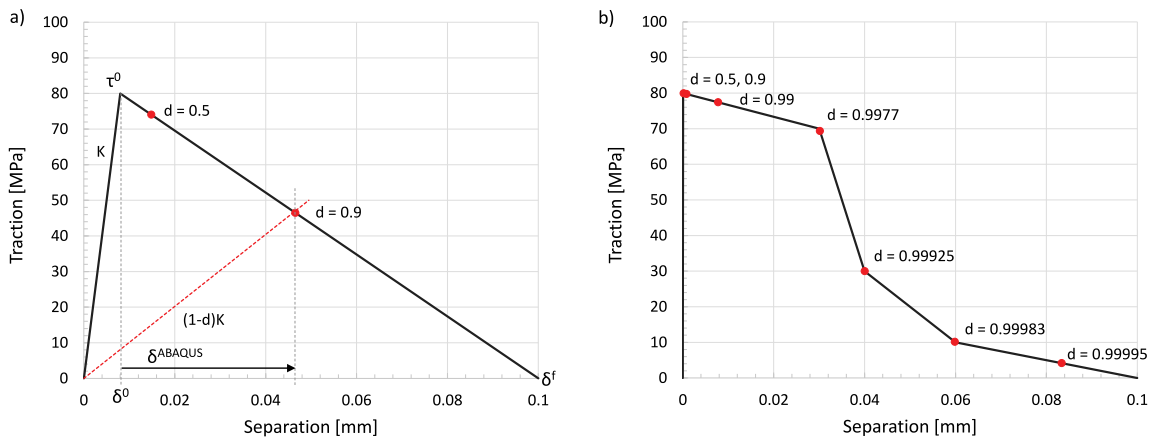 a)
100
90
80
70
60
50
40
30
20
10
0
Traction [MPa]
τ⁰
K
d = 0.5
d = 0.9
(1-d)K
δᴬᴮᴬQᵁˢ
δ⁰
δᶠ
0
0.02
0.04
0.06
0.08
0.1
Separation [mm]
b)
100
90
80
70
60
50
40
30
20
10
0
Traction [MPa]
d = 0.5, 0.9
d = 0.99
d = 0.9977
d = 0.99925
d = 0.99983
d = 0.99995
0
0.02
0.04
0.06
0.08
0.1
Separation [mm]